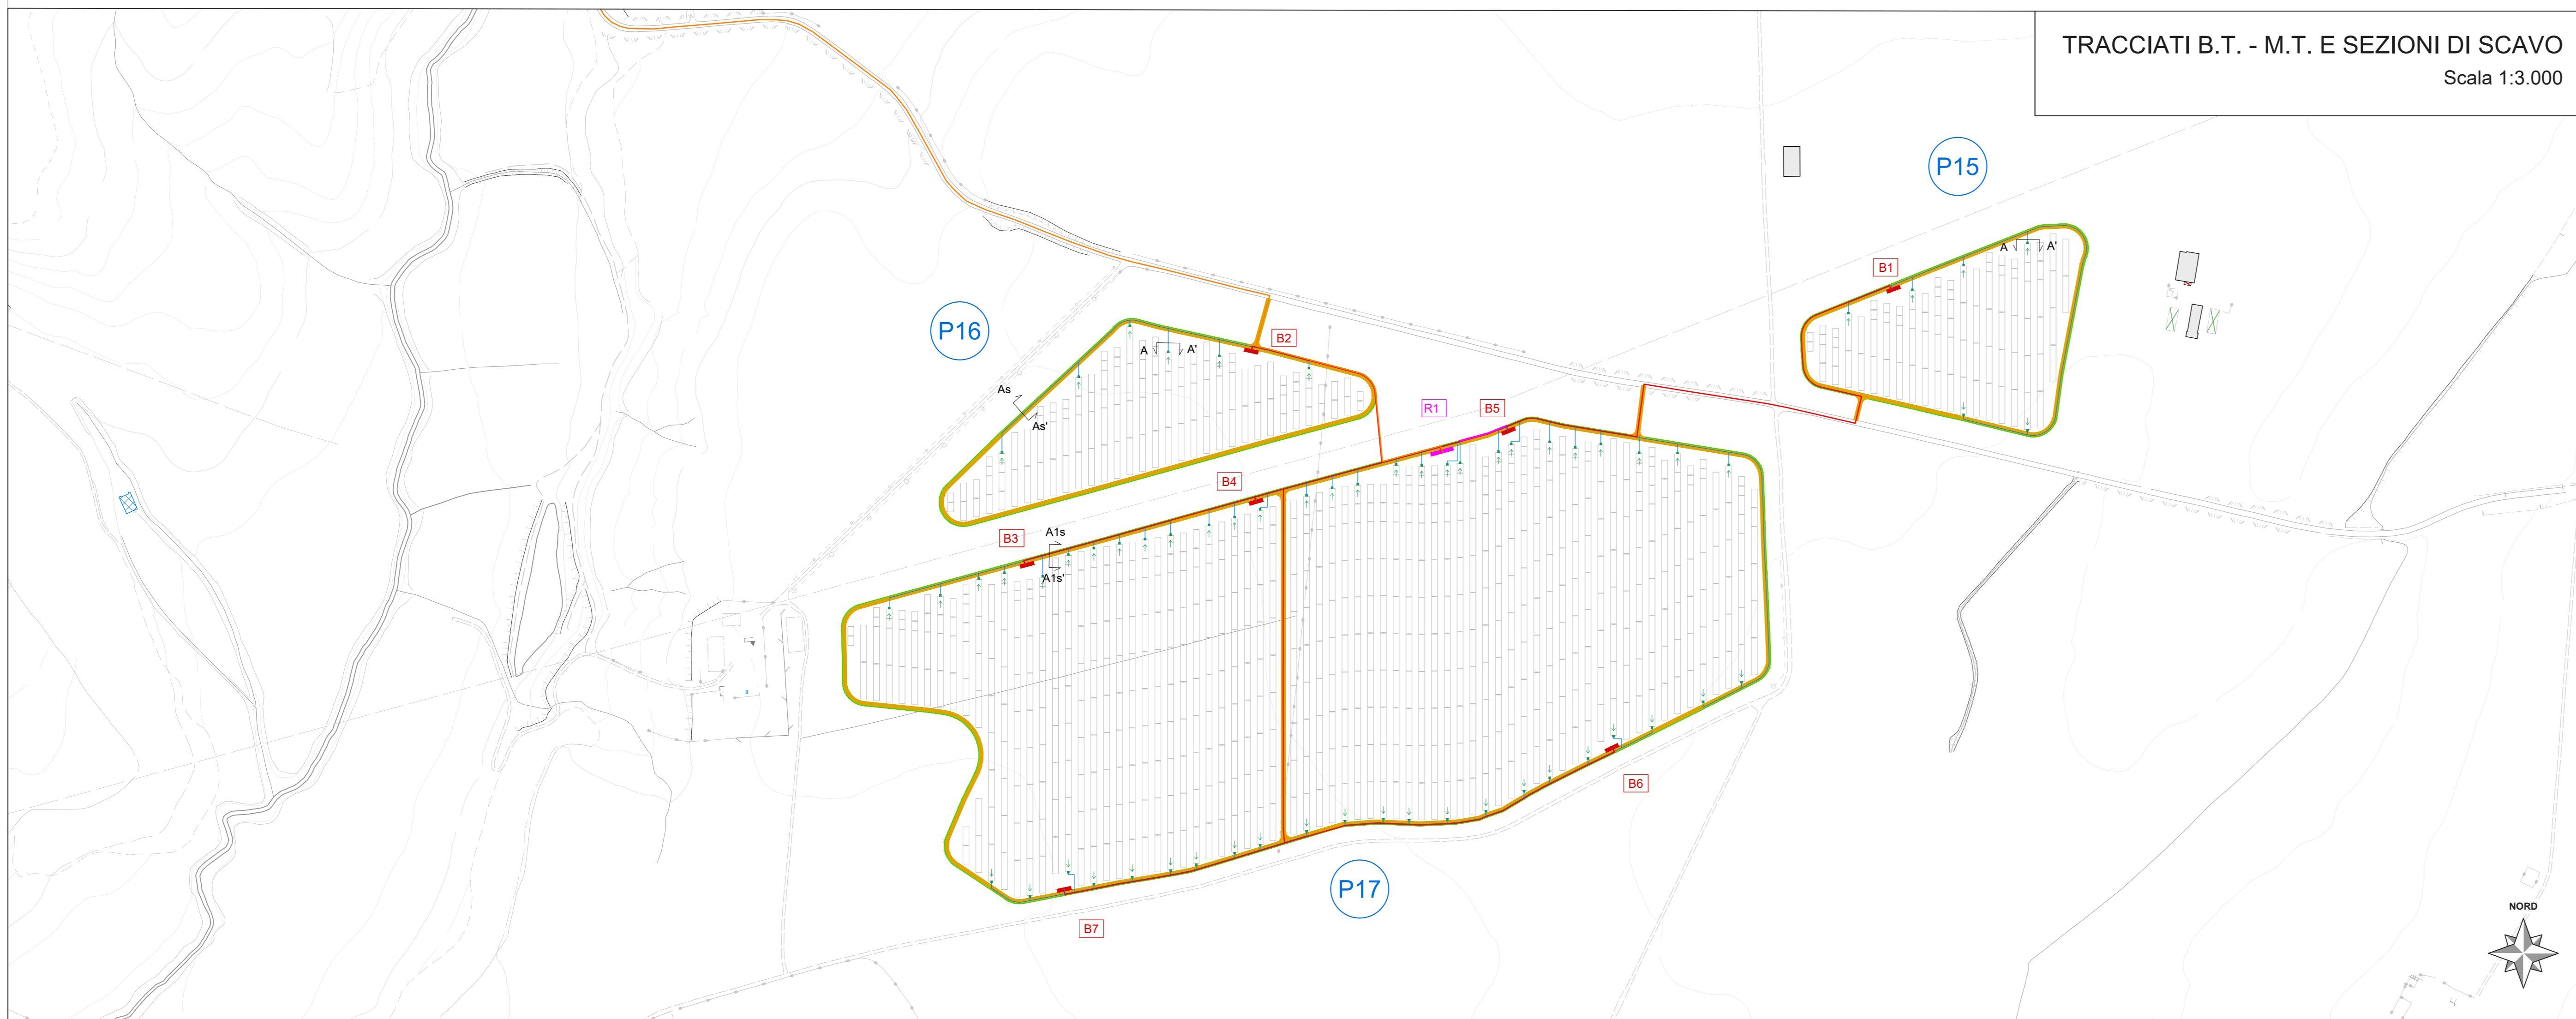 TRACCIATI B.T. - M.T. E SEZIONI DI SCAVO
Scala 1:3.000
P15
B1
A A'
P16
B2
A A'
As
As'
R1
B5
B4
B3
A1s
A1s'
B6
P17
B7
NORD